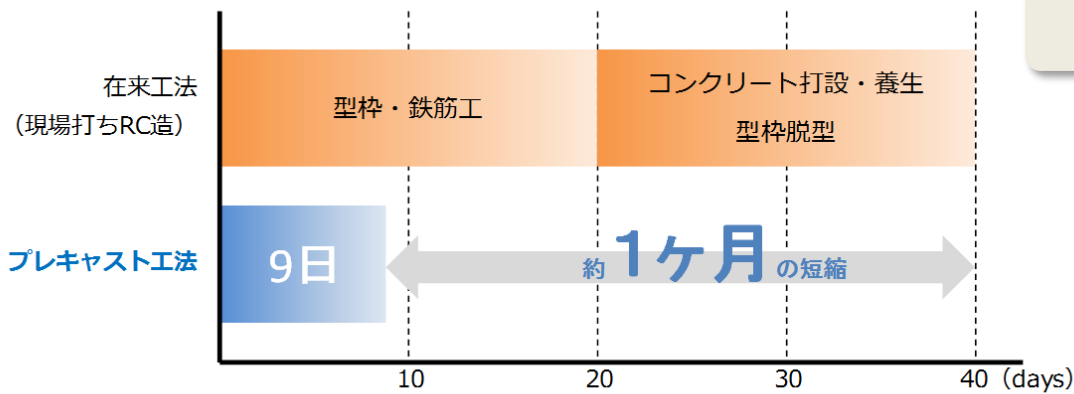 在来工法
（現場打ちRC造）
型枠・鉄筋工
コンクリート打設・養生
型枠脱型
プレキャスト工法
9日
約1ヶ月の短縮
10
20
30
40（days）